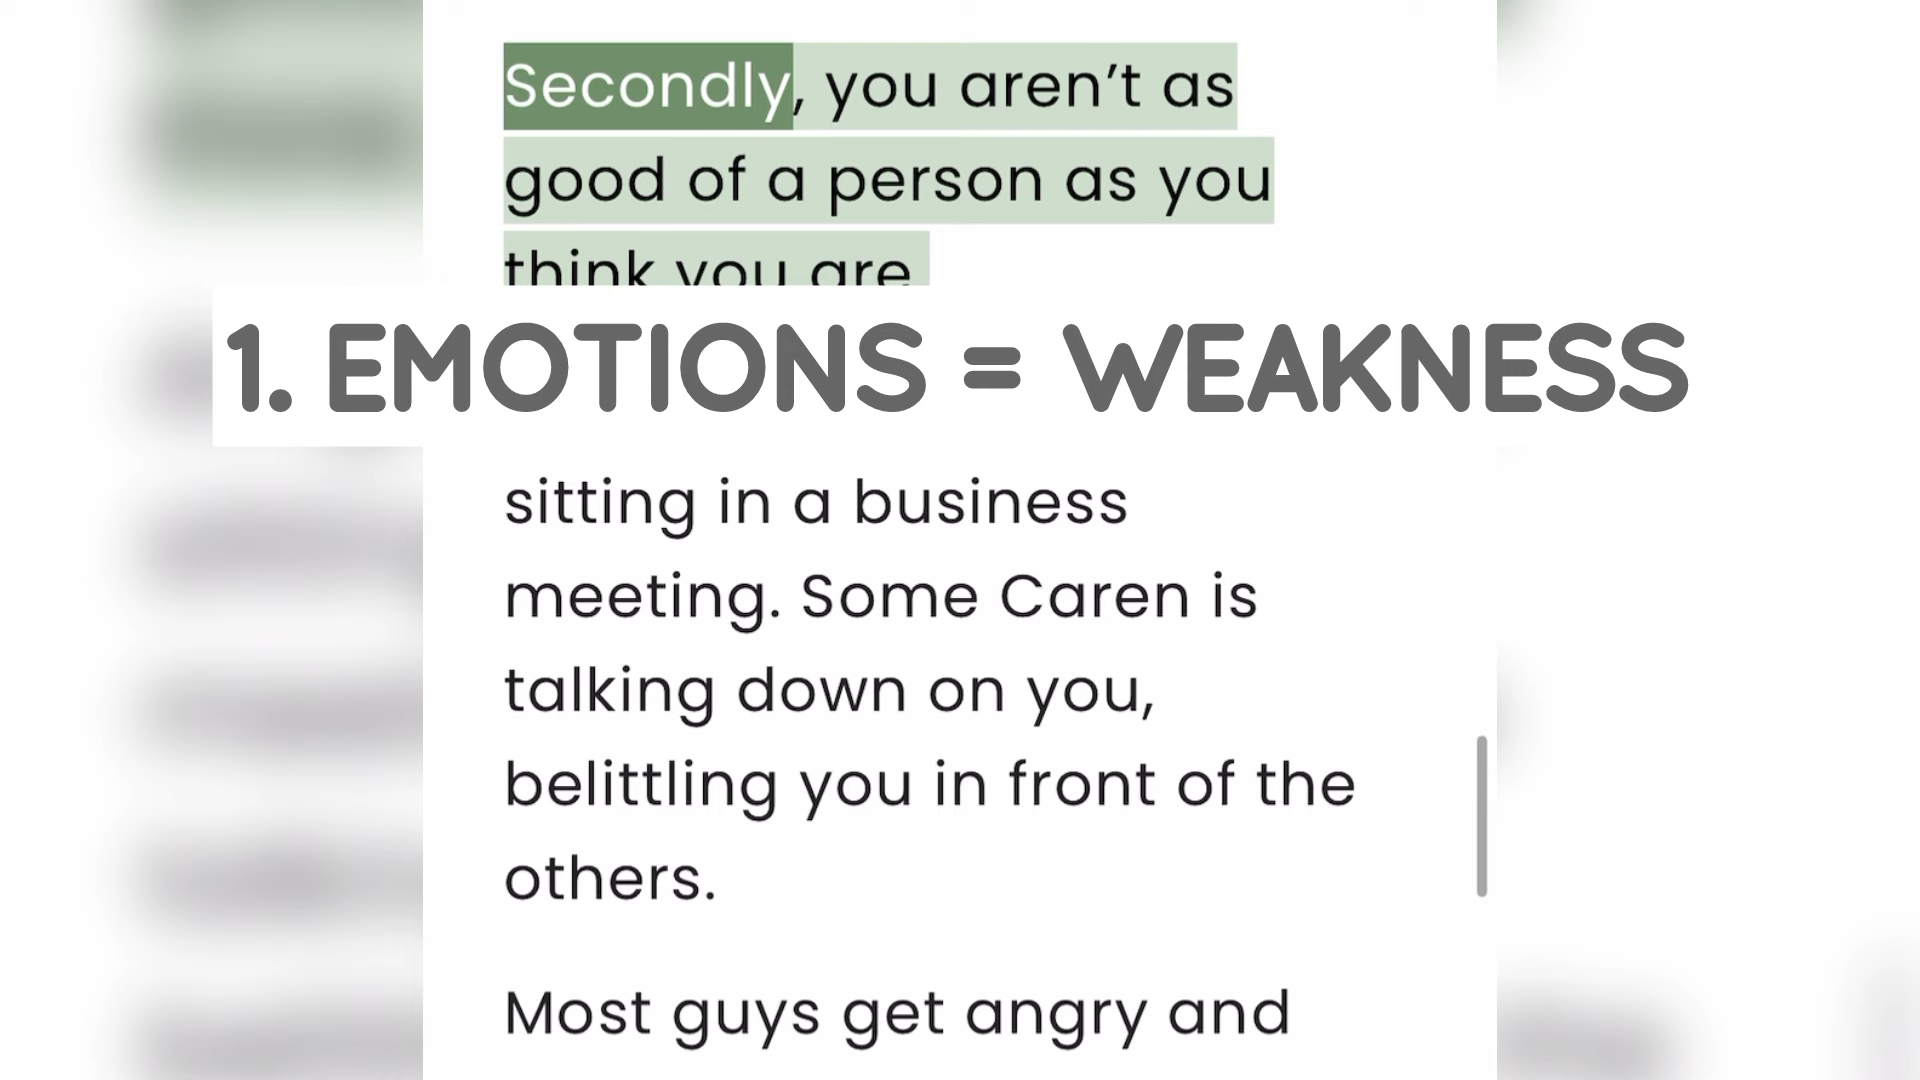 Secondly, you aren't as
good of a person as you
think you are
1. EMOTIONS = WEAKNESS
sitting in a business
meeting. Some Caren is
talking down on you,
belittling you in front of the
others.
Most guys get angry and